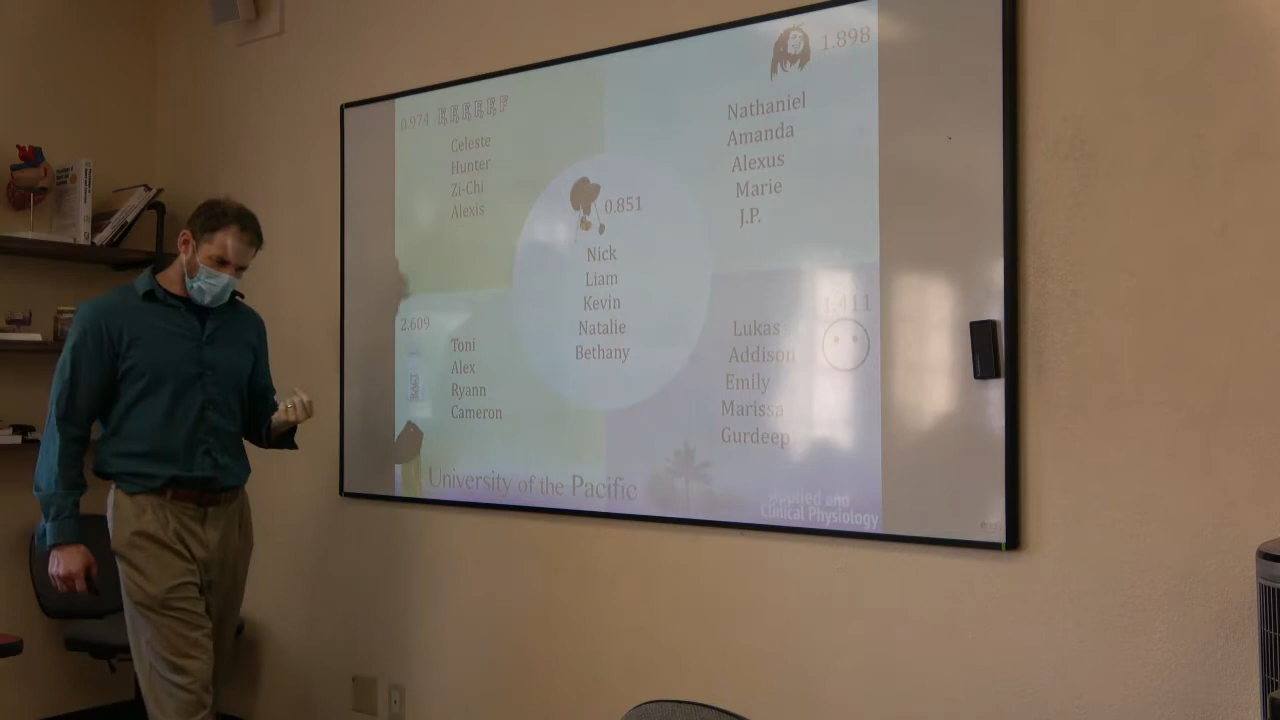 0.974 EEEEEE
Celeste
Hunter
Zi-Chi
Alexis
1.898
Nathaniel
Amanda
Alexus
Marie
J.P.
0.851
Nick
Liam
Kevin
Natalie
Bethany
2.609
Toni
Alex
Ryann
Cameron
1.411
Lukas
Addison
Emily
Marissa
Gurdeep
University of the Pacific
Applied and
Clinical Physiology